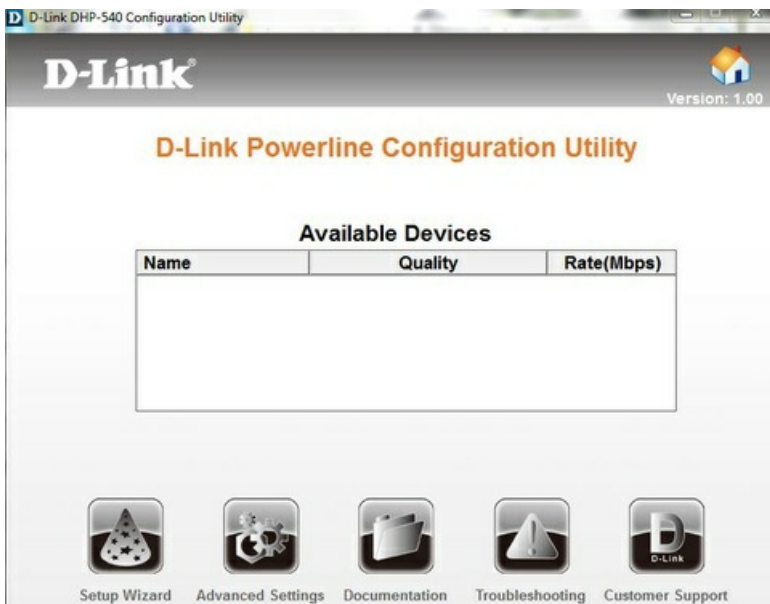 D D-Link DHP-540 Configuration Utility
D-Link®
Version: 1.00
D-Link Powerline Configuration Utility
Available Devices
Name Quality Rate(Mbps)
D
D-Link
Setup Wizard Advanced Settings Documentation Troubleshooting Customer Support